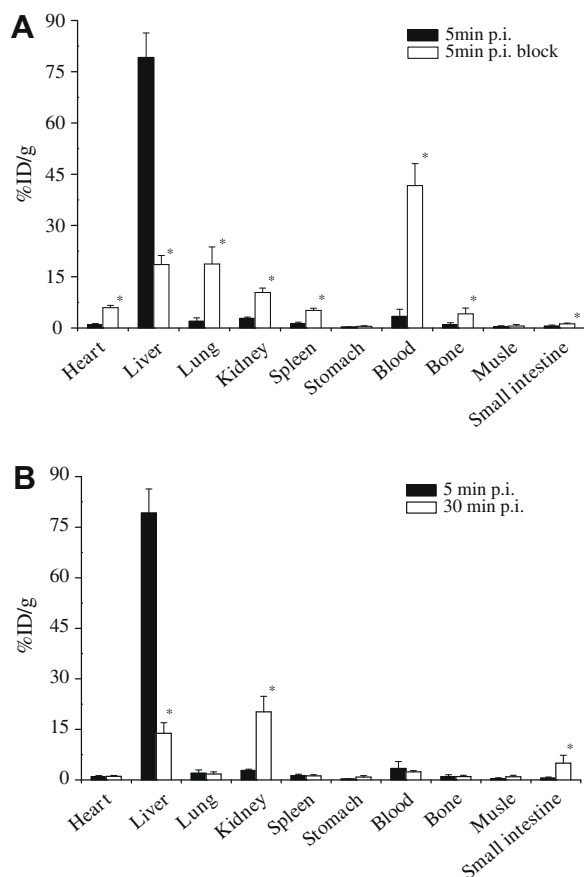 A
90
75
60
45
30
15
0
%ID/g
5min p.i.
5min p.i. block
*
*
*
*
*
*
*
*
Heart
Liver
Lung
Kidney
Spleen
Stomach
Blood
Bone
Musle
Small intestine
B
90
75
60
45
30
15
0
%ID/g
5 min p.i.
30 min p.i.
*
*
*
Heart
Liver
Lung
Kidney
Spleen
Stomach
Blood
Bone
Musle
Small intestine